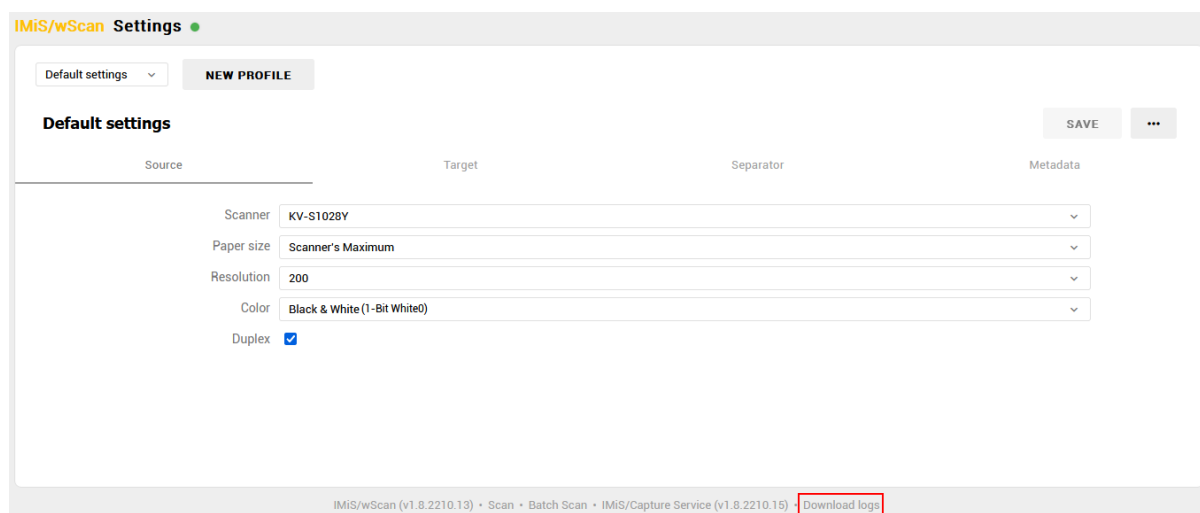 IMiS/wScan Settings
Default settings NEW PROFILE
Default settings SAVE ...
Source Target Separator Metadata
Scanner KV-S1028Y
Paper size Scanner's Maximum
Resolution 200
Color Black & White (1-Bit White0)
Duplex
IMiS/wScan (v1.8.2210.13) • Scan • Batch Scan • IMiS/Capture Service (v1.8.2210.15) • Download logs